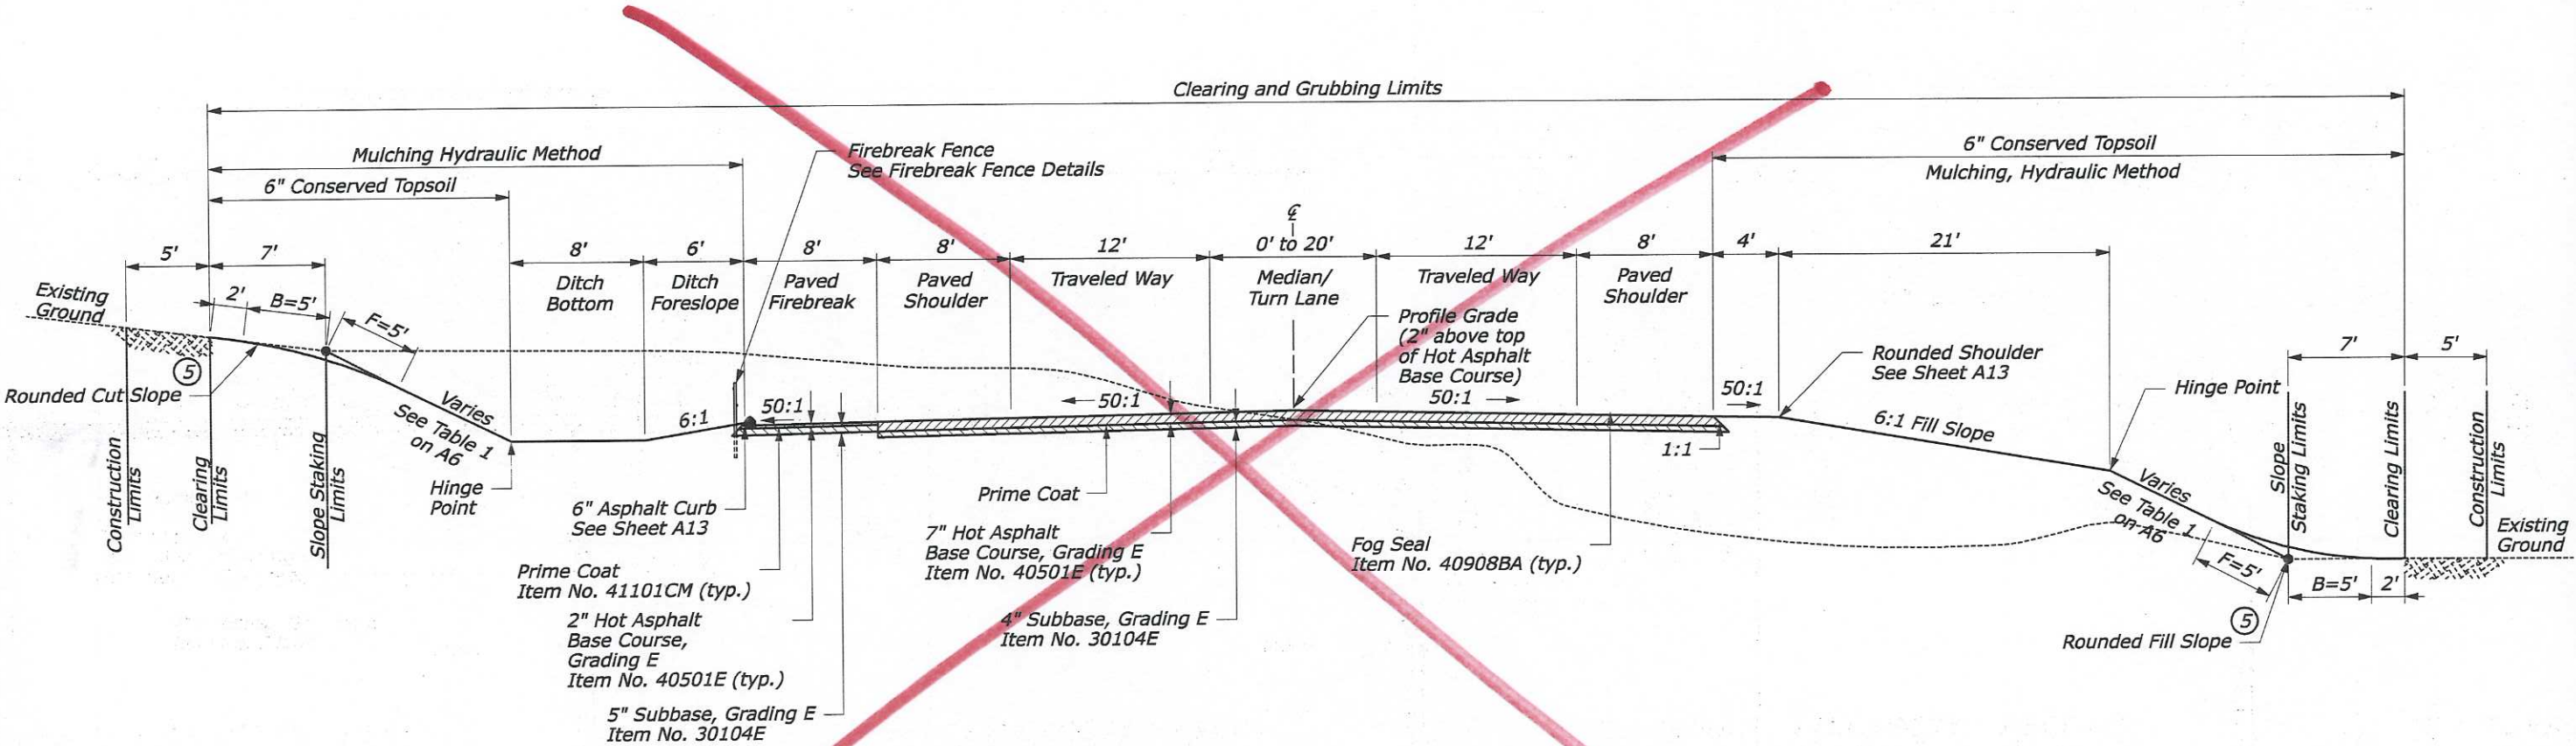 Clearing and Grubbing Limits
Mulching Hydraulic Method
6" Conserved Topsoil
Firebreak Fence
See Firebreak Fence Details
6" Conserved Topsoil
Mulching, Hydraulic Method
℄
5'
7'
8'
6'
8'
8'
12'
0' to 20'
12'
8'
4'
21'
Ditch
Bottom
Ditch
Foreslope
Paved
Firebreak
Paved
Shoulder
Traveled Way
Median/
Turn Lane
Traveled Way
Paved
Shoulder
Existing
Ground
2'
B=5'
F=5'
Profile Grade
(2" above top
of Hot Asphalt
Base Course)
Rounded Shoulder
See Sheet A13
7'
5'
5
Rounded Cut Slope
Varies
See Table 1
on A6
6:1
50:1
50:1
50:1
50:1
1:1
6:1 Fill Slope
Hinge Point
Construction
Limits
Clearing
Limits
Slope Staking
Limits
Hinge
Point
6" Asphalt Curb
See Sheet A13
Prime Coat
Item No. 41101CM (typ.)
2" Hot Asphalt
Base Course,
Grading E
Item No. 40501E (typ.)
5" Subbase, Grading E
Item No. 30104E
Prime Coat
7" Hot Asphalt
Base Course, Grading E
Item No. 40501E (typ.)
4" Subbase, Grading E
Item No. 30104E
Fog Seal
Item No. 40908BA (typ.)
Varies
See Table 1
on A6
F=5'
Slope
Staking Limits
Clearing Limits
Construction
Limits
Existing
Ground
B=5'
2'
5
Rounded Fill Slope